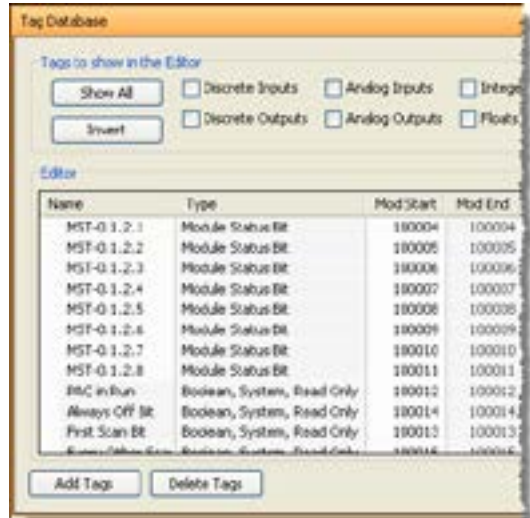 Tag Database
Tags to show in the Editor
Show All Discrete Inputs Analog Inputs Intege
Invert Discrete Outputs Analog Outputs Floats
Editor
Name Type Mod Start Mod End
MST-0.1.2.1 Module Status Bit 100004 100004
MST-0.1.2.2 Module Status Bit 100005 100005
MST-0.1.2.3 Module Status Bit 100006 100006
MST-0.1.2.4 Module Status Bit 100007 100007
MST-0.1.2.5 Module Status Bit 100008 100008
MST-0.1.2.6 Module Status Bit 100009 100009
MST-0.1.2.7 Module Status Bit 100010 100010
MST-0.1.2.8 Module Status Bit 100011 100011
PAC in Run Boolean, System, Read Only 100012 100012
Always Off Bit Boolean, System, Read Only 100014 100014
First Scan Bit Boolean, System, Read Only 100013 100013
Add Tags Delete Tags